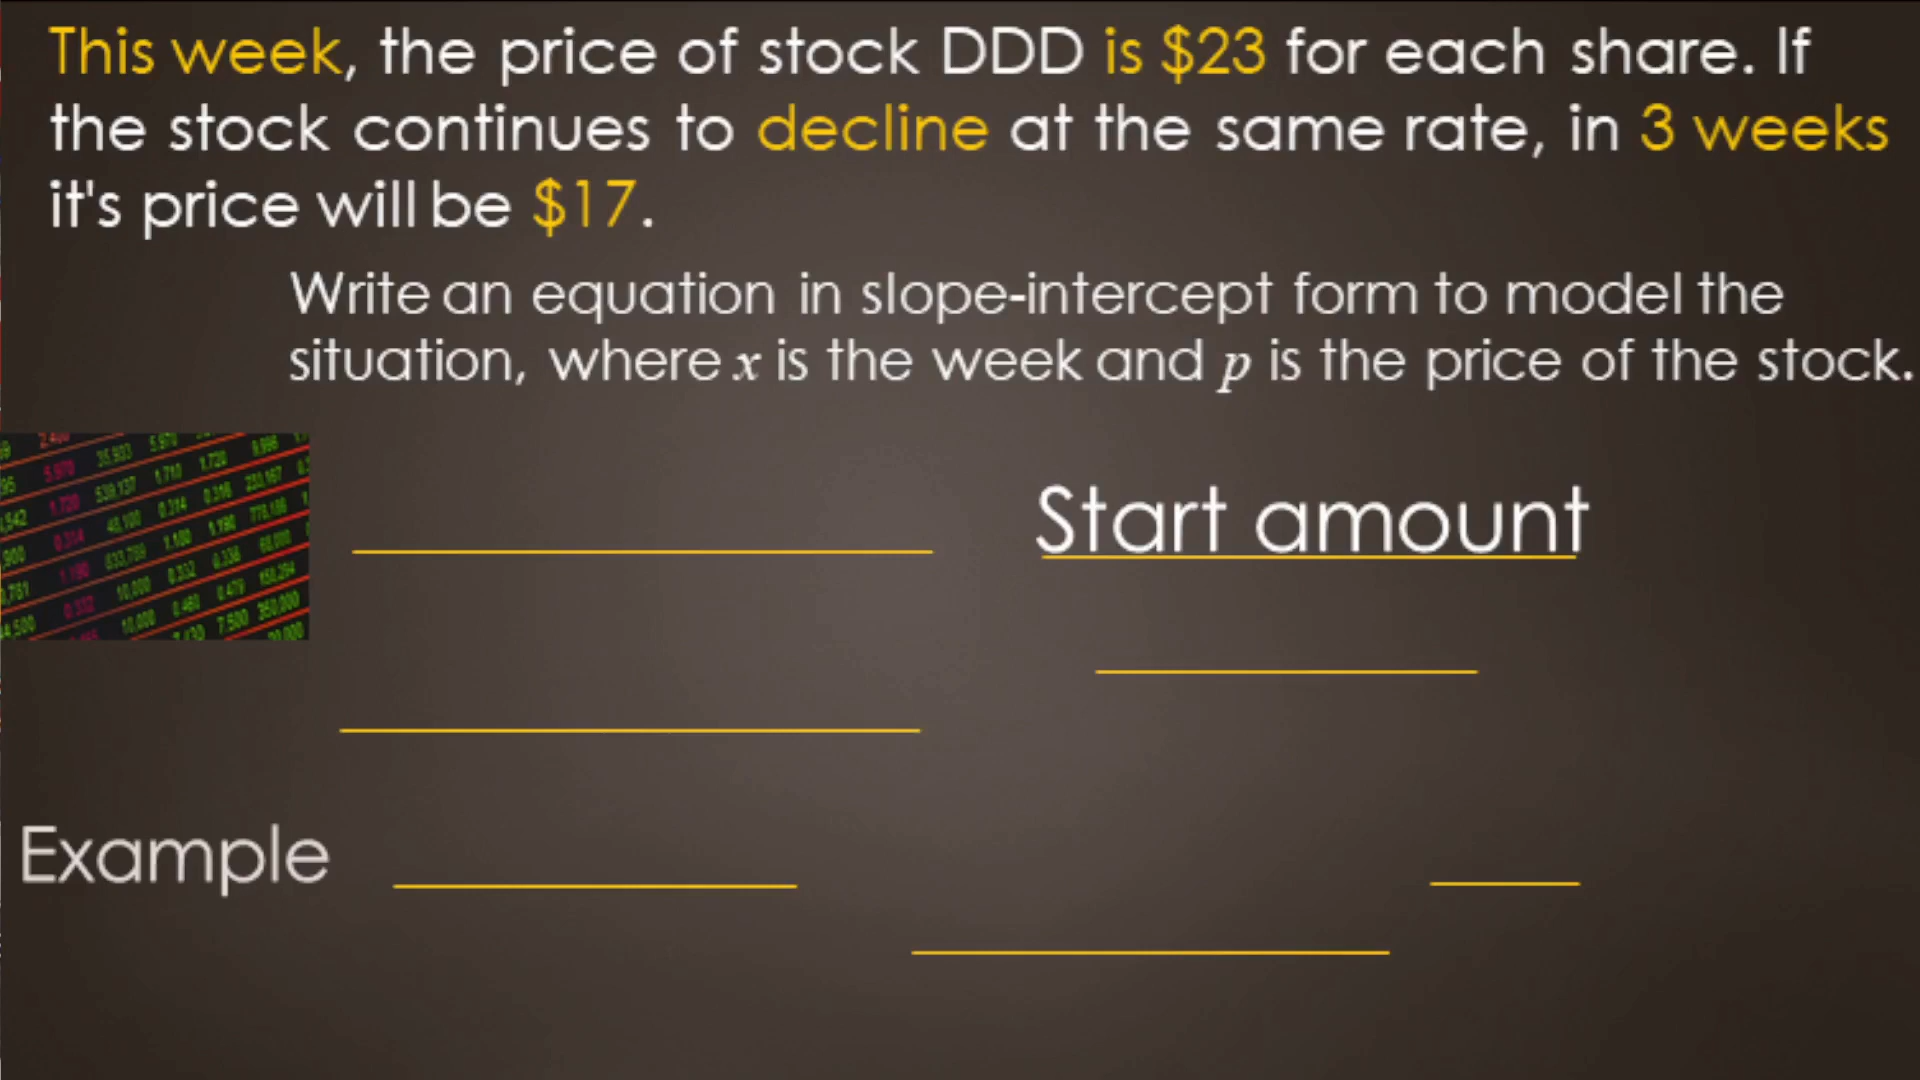 This week, the price of stock DDD is $23 for each share. If
the stock continues to decline at the same rate, in 3 weeks
it's price will be $17.
Write an equation in slope-intercept form to model the
situation, where x is the week and p is the price of the stock.
Start amount
Example